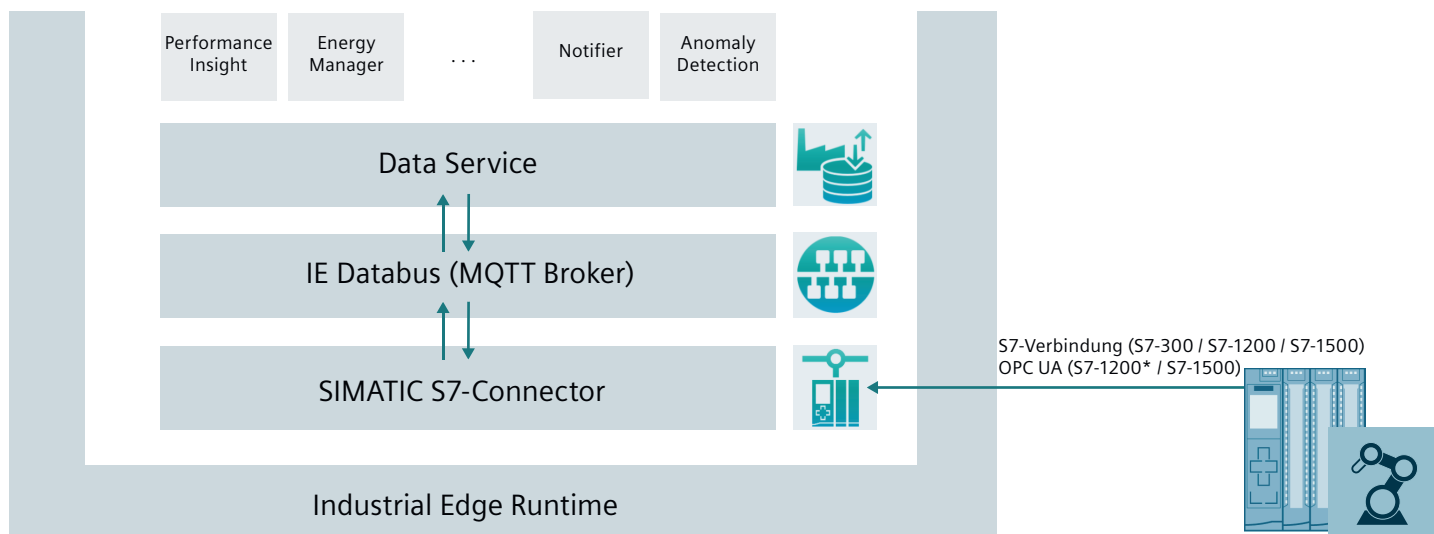 Performance
Insight
Energy
Manager
...
Notifier
Anomaly
Detection
Data Service
IE Databus (MQTT Broker)
S7-Verbindung (S7-300 / S7-1200 / S7-1500)
OPC UA (S7-1200* / S7-1500)
SIMATIC S7-Connector
Industrial Edge Runtime